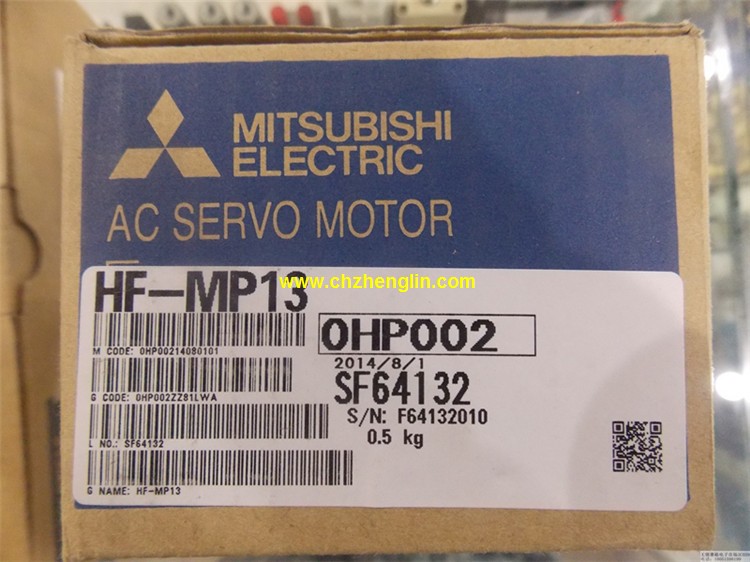 MITSUBISHI
ELECTRIC
AC SERVO MOTOR
www.chzhenglin.com
HF-MP13
0HP002
M CODE: 0HP00214080101
2014/8/1
SF64132
G CODE: 0HP002ZZ81LWA
S/N: F64132010
L NO.: SF64132
0.5 kg
G NAME: HF-MP13